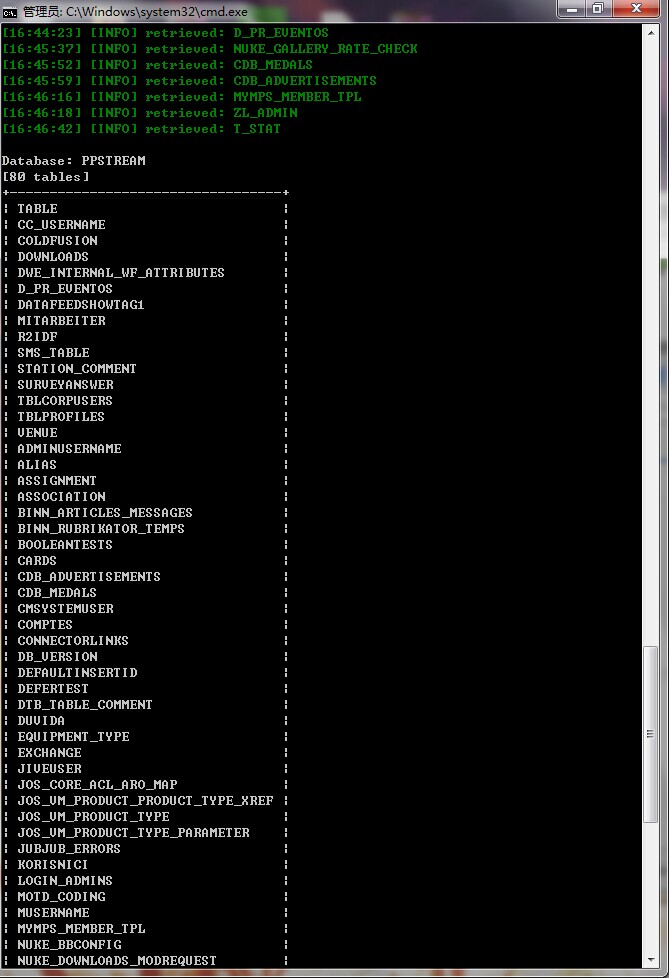 管理员: C:\Windows\system32\cmd.exe
[16:44:23] [INFO] retrieved: D_PR_EVENTOS
[16:45:37] [INFO] retrieved: NUKE_GALLERY_RATE_CHECK
[16:45:52] [INFO] retrieved: CDB_MEDALS
[16:45:59] [INFO] retrieved: CDB_ADVERTISEMENTS
[16:46:16] [INFO] retrieved: MYMPS_MEMBER_TPL
[16:46:18] [INFO] retrieved: ZL_ADMIN
[16:46:42] [INFO] retrieved: T_STAT
Database: PPSTREAM
[80 tables]
+----------------------------------+
¦ TABLE ¦
¦ CC_USERNAME ¦
¦ COLDFUSION ¦
¦ DOWNLOADS ¦
¦ DWE_INTERNAL_WF_ATTRIBUTES ¦
¦ D_PR_EVENTOS ¦
¦ DATAFEEDSHOWTAG1 ¦
¦ MITARBEITER ¦
¦ R2IDF ¦
¦ SMS_TABLE ¦
¦ STATION_COMMENT ¦
¦ SURVEYANSWER ¦
¦ TBLCORPUSERS ¦
¦ TBLPROFILES ¦
¦ VENUE ¦
¦ ADMINUSERNAME ¦
¦ ALIAS ¦
¦ ASSIGNMENT ¦
¦ ASSOCIATION ¦
¦ BINN_ARTICLES_MESSAGES ¦
¦ BINN_RUBRIKATOR_TEMPS ¦
¦ BOOLEANTESTS ¦
¦ CARDS ¦
¦ CDB_ADVERTISEMENTS ¦
¦ CDB_MEDALS ¦
¦ CMSYSTEMUSER ¦
¦ COMPTES ¦
¦ CONNECTORLINKS ¦
¦ DB_VERSION ¦
¦ DEFAULTINSERTID ¦
¦ DEFERTEST ¦
¦ DTB_TABLE_COMMENT ¦
¦ DUVIDA ¦
¦ EQUIPMENT_TYPE ¦
¦ EXCHANGE ¦
¦ JIVEUSER ¦
¦ JOS_CORE_ACL_ARO_MAP ¦
¦ JOS_VM_PRODUCT_PRODUCT_TYPE_XREF ¦
¦ JOS_VM_PRODUCT_TYPE ¦
¦ JOS_VM_PRODUCT_TYPE_PARAMETER ¦
¦ JUBJUB_ERRORS ¦
¦ KORISNICI ¦
¦ LOGIN_ADMINS ¦
¦ MOTD_CODING ¦
¦ MUSERNAME ¦
¦ MYMPS_MEMBER_TPL ¦
¦ NUKE_BBCONFIG ¦
¦ NUKE_DOWNLOADS_MODREQUEST ¦